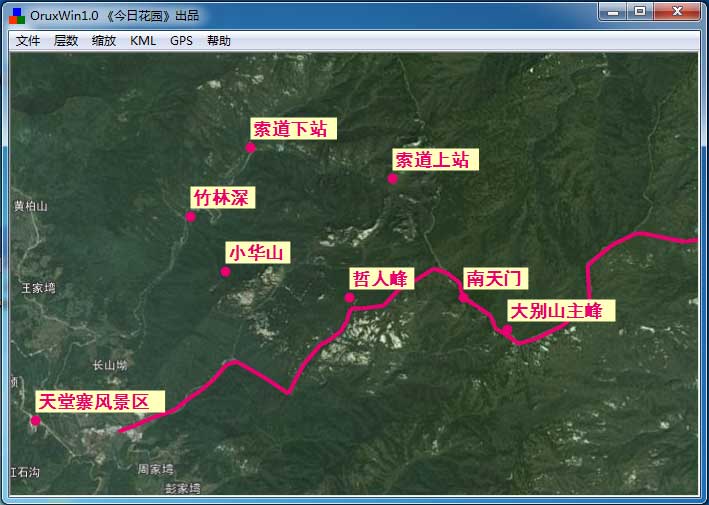 OruxWin1.0 《今日花园》出品
文件 层数 缩放 KML GPS 帮助
索道下站
索道上站
竹林深
黄柏山
小华山
哲人峰
南天门
王家塆
大别山主峰
长山坳
天堂寨风景区
红石沟
周家塆
彭家塆